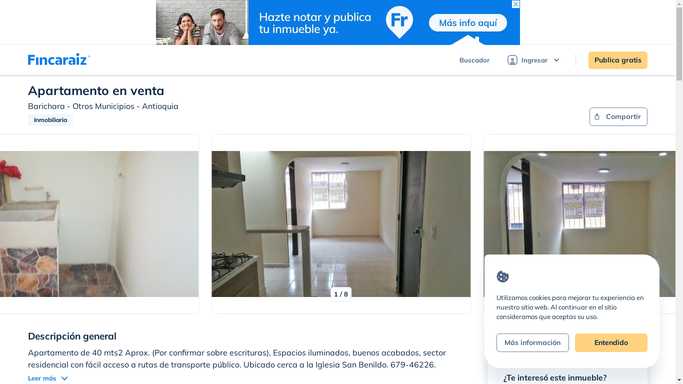 Hazte notar y publica
tu inmueble ya.
Fr
Más info aquí
Fincaraiz
Buscador
Ingresar
Publica gratis
Apartamento en venta
Barichara - Otros Municipios - Antioquia
Inmobiliaria
Compartir
1 / 8
Utilizamos cookies para mejorar tu experiencia en
nuestro sitio web. Al continuar en el sitio
consideramos que aceptas su uso.
Más información
Entendido
Descripción general
Apartamento de 40 mts2 Aprox. (Por confirmar sobre escrituras), Espacios iluminados, buenos acabados, sector
residencial con fácil acceso a rutas de transporte público. Ubicado cerca a la Iglesia San Benildo. 679-46226.
Leer más
¿Te interesó este inmueble?